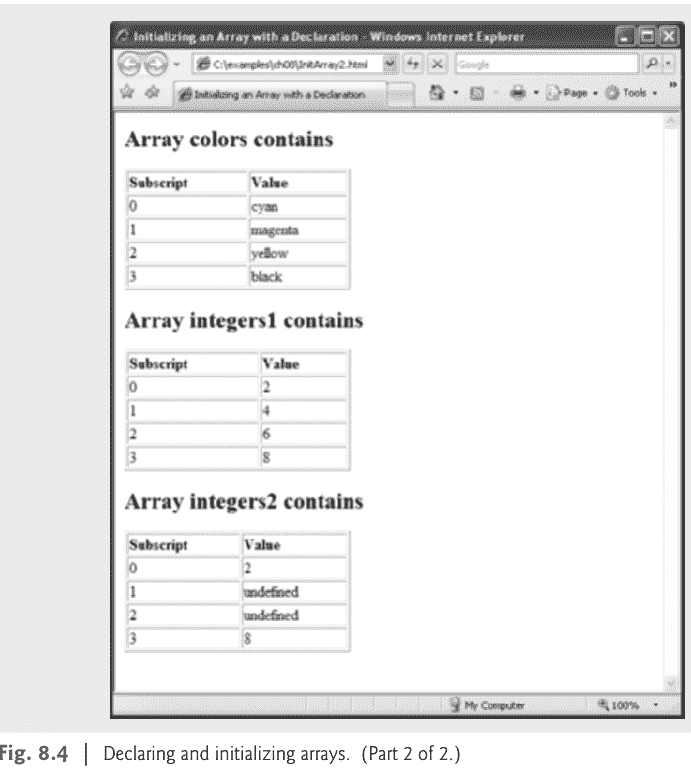 Initializing an Array with a Declaration - Windows Internet Explorer
C:\examples\ch08\InitArray2.html
Google
Initializing an Array with a Declaration
Page
Tools
»
Array colors contains
Subscript Value
0 cyan
1 magenta
2 yellow
3 black
Array integers1 contains
Subscript Value
0 2
1 4
2 6
3 8
Array integers2 contains
Subscript Value
0 2
1 undefined
2 undefined
3 8
My Computer
100%
Fig. 8.4 | Declaring and initializing arrays. (Part 2 of 2.)